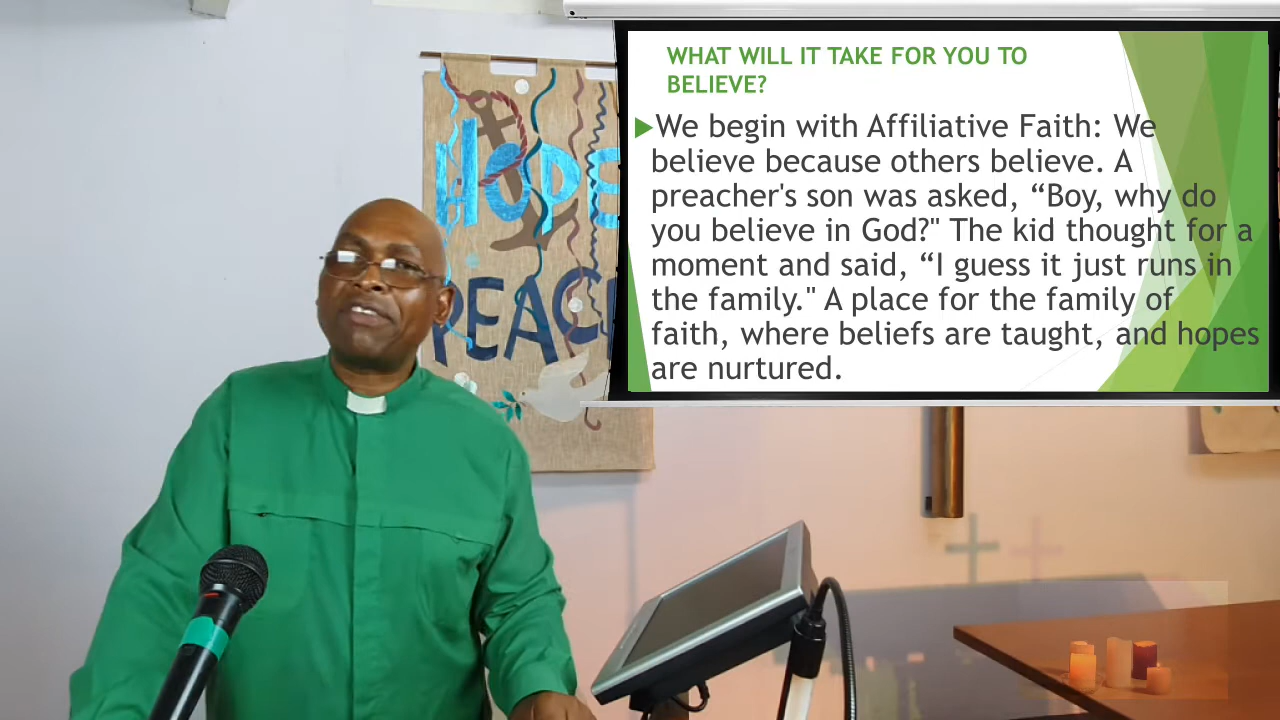 WHAT WILL IT TAKE FOR YOU TO
BELIEVE?
We begin with Affiliative Faith: We
believe because others believe. A
preacher's son was asked, “Boy, why do
you believe in God?" The kid thought for a
moment and said, “I guess it just runs in
the family." A place for the family of
faith, where beliefs are taught, and hopes
are nurtured.
HOPE
PEAC